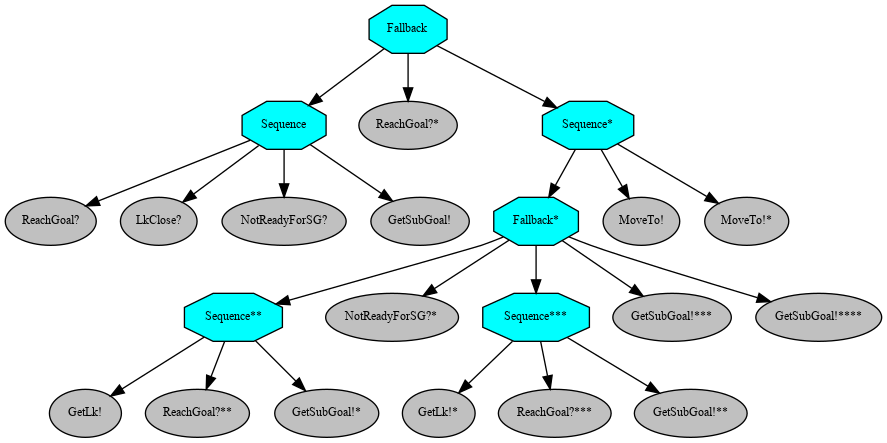 Fallback
Sequence
ReachGoal?*
Sequence*
ReachGoal?
LkClose?
NotReadyForSG?
GetSubGoal!
Fallback*
MoveTo!
MoveTo!*
Sequence**
NotReadyForSG?*
Sequence***
GetSubGoal!***
GetSubGoal!****
GetLk!
ReachGoal?**
GetSubGoal!*
GetLk!*
ReachGoal?***
GetSubGoal!**